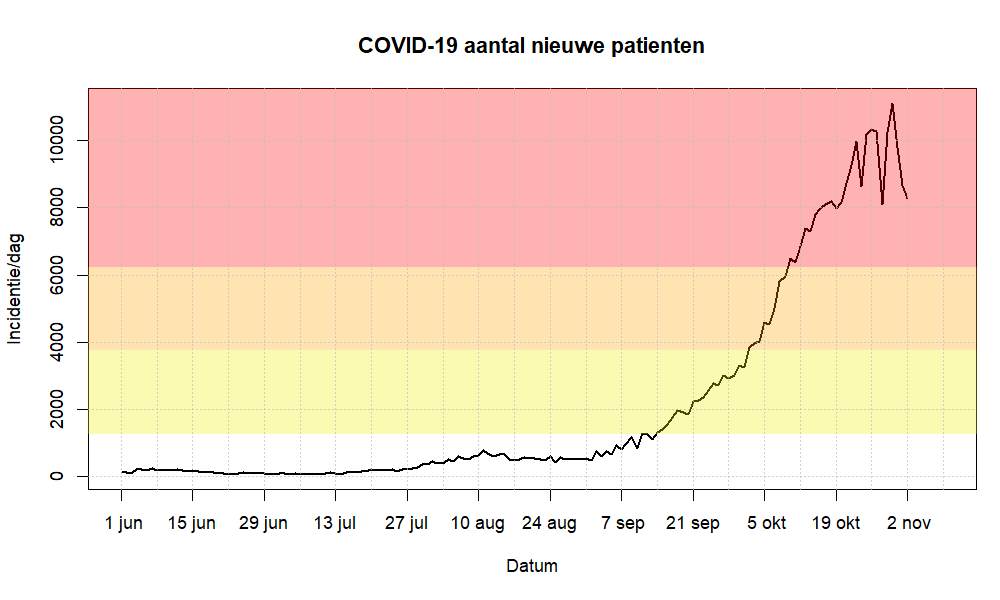 COVID-19 aantal nieuwe patienten
Incidentie/dag
10000
8000
6000
4000
2000
0
1 jun 15 jun 29 jun 13 jul 27 jul 10 aug 24 aug 7 sep 21 sep 5 okt 19 okt 2 nov
Datum